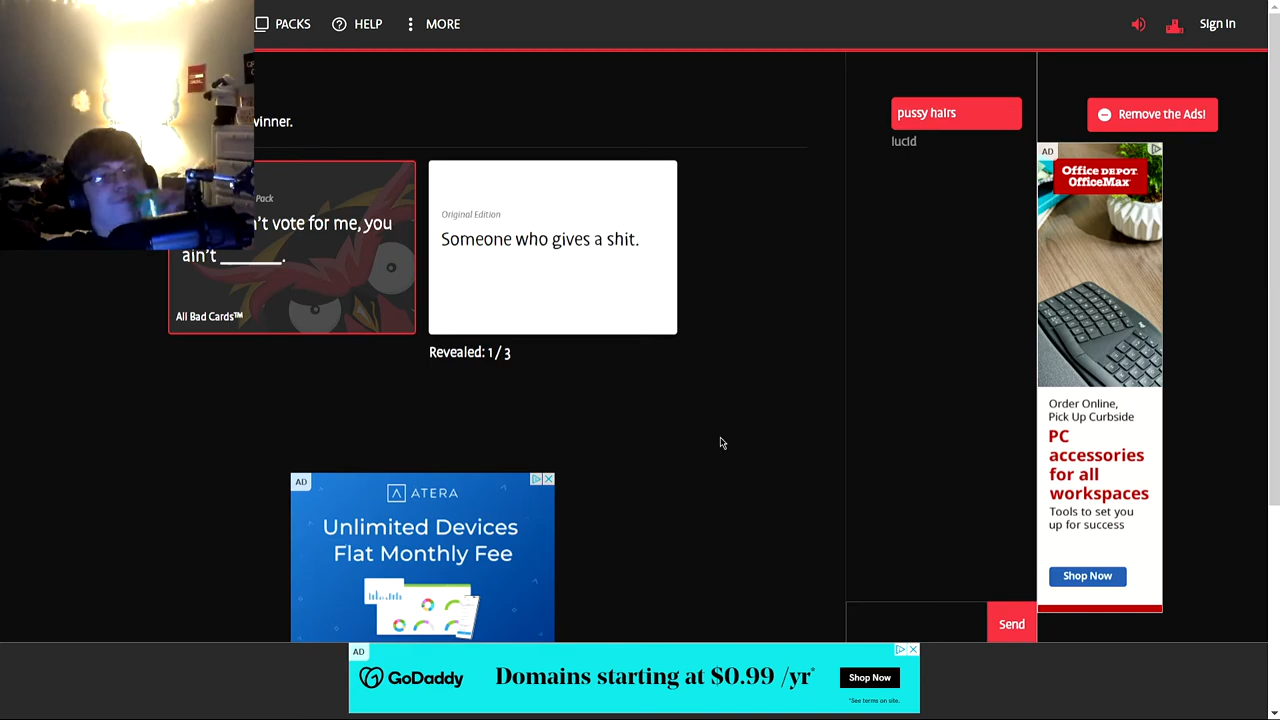 PACKS
HELP
MORE
Sign In
winner.
Pack
't vote for me, you
ain't _______.
All Bad Cards™
Original Edition
Someone who gives a shit.
Revealed: 1 / 3
pussy hairs
lucid
Send
Remove the Ads!
AD
Office DEPOT
OfficeMax
Order Online,
Pick Up Curbside
PC
accessories
for all
workspaces
Tools to set you
up for success
Shop Now
AD
ATERA
Unlimited Devices
Flat Monthly Fee
AD
GoDaddy
Domains starting at $0.99 /yr*
Shop Now
*See terms on site.